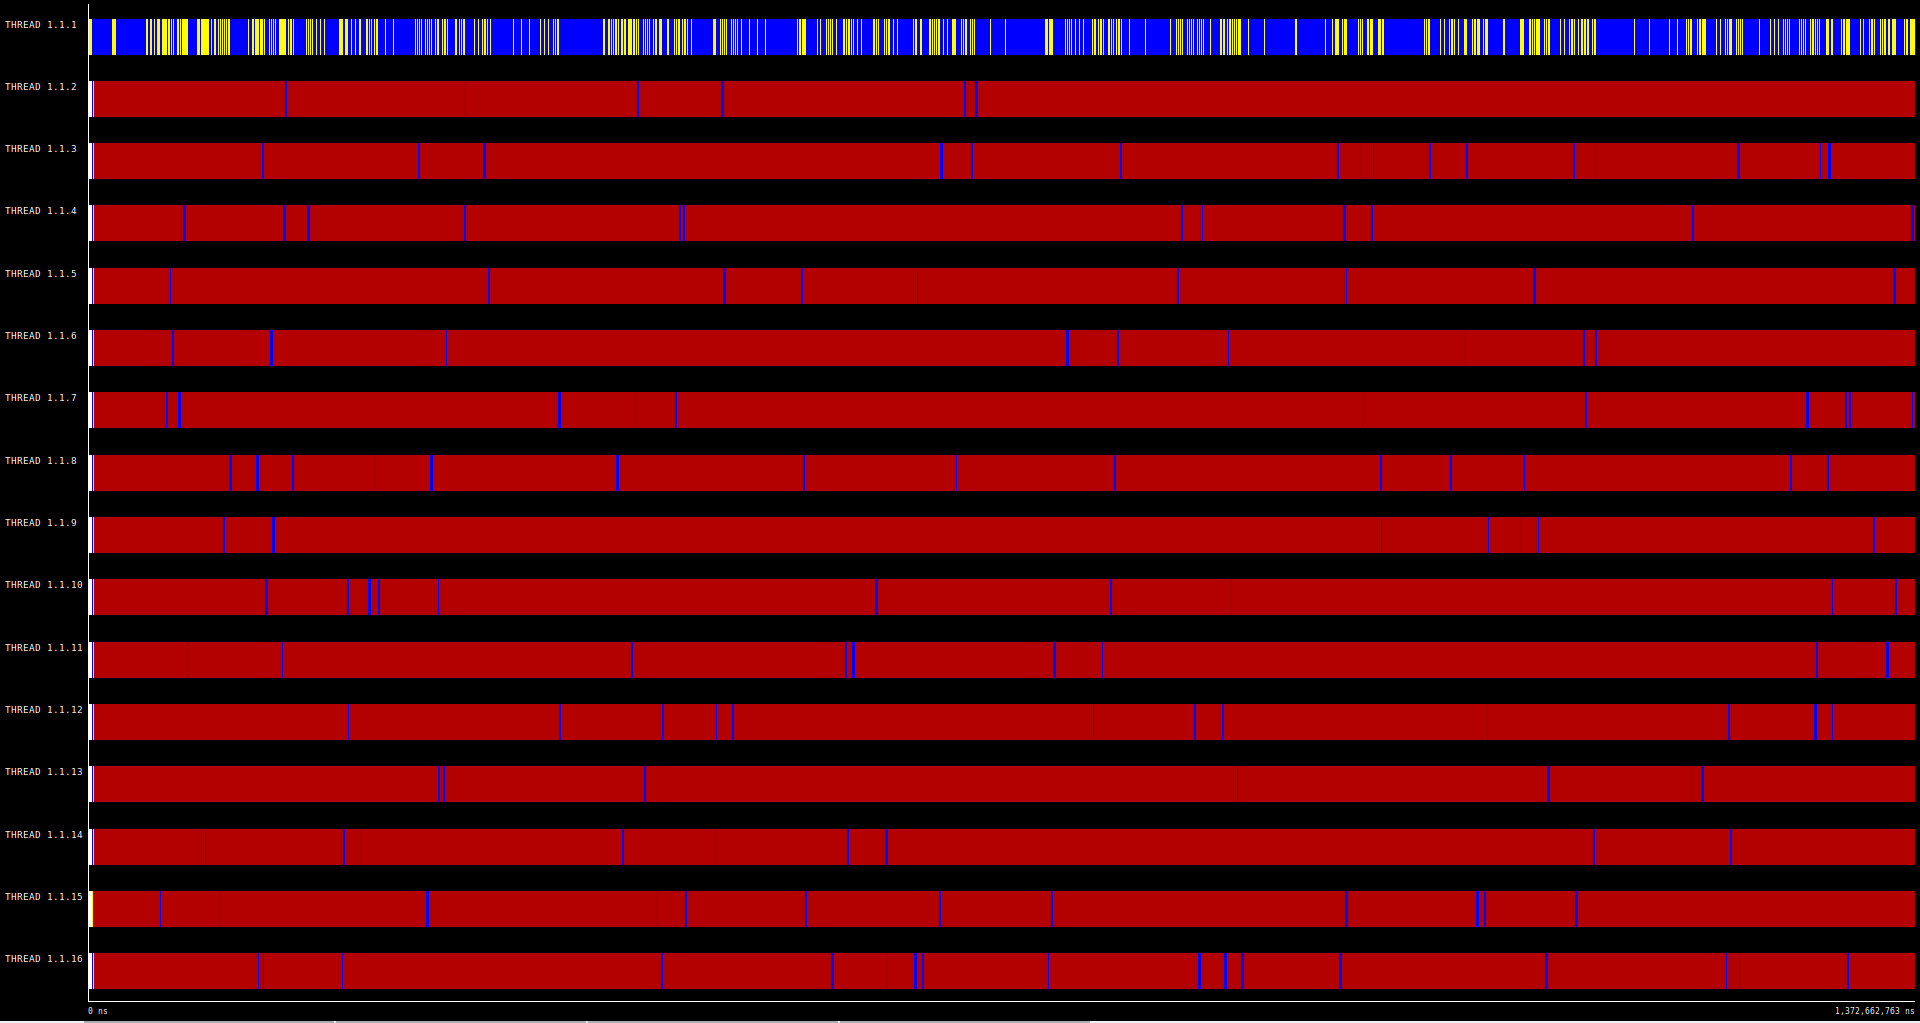 THREAD 1.1.1
THREAD 1.1.2
THREAD 1.1.3
THREAD 1.1.4
THREAD 1.1.5
THREAD 1.1.6
THREAD 1.1.7
THREAD 1.1.8
THREAD 1.1.9
THREAD 1.1.10
THREAD 1.1.11
THREAD 1.1.12
THREAD 1.1.13
THREAD 1.1.14
THREAD 1.1.15
THREAD 1.1.16
0 ns 1,372,662,763 ns